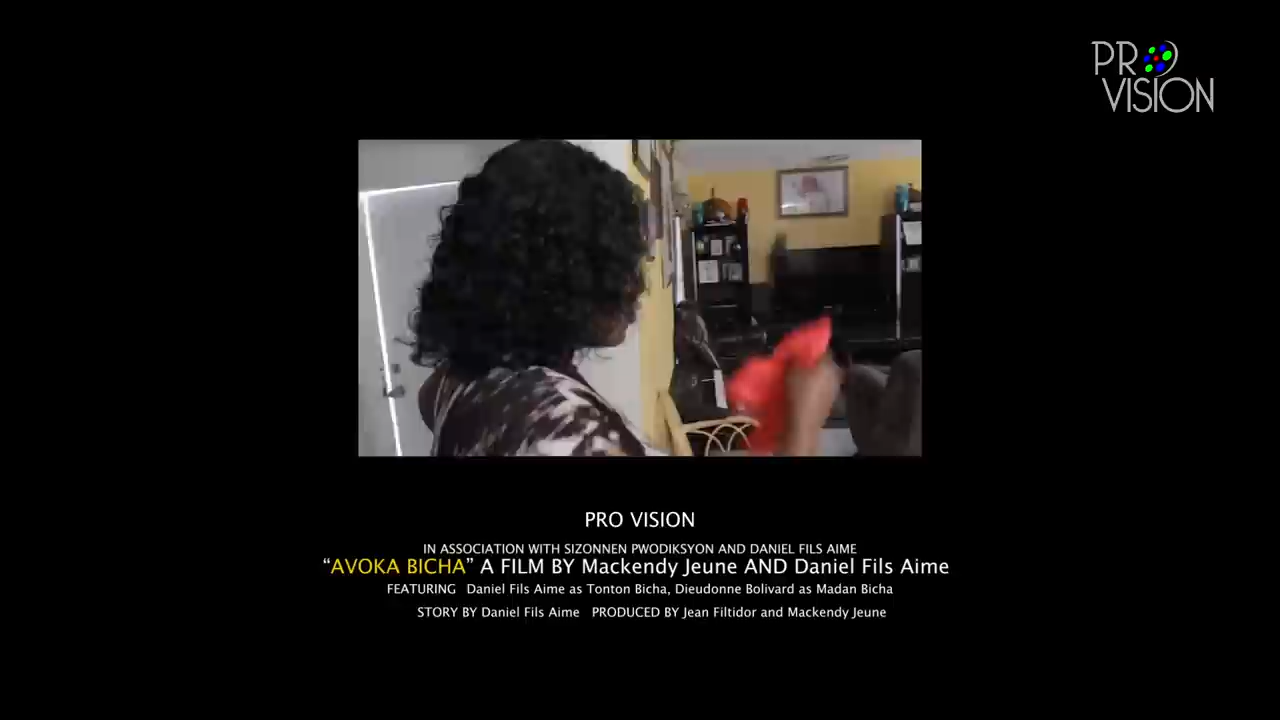 PRO
VISION
PRO VISION
IN ASSOCIATION WITH SIZONNEN PWODIKSYON AND DANIEL FILS AIME
“AVOKA BICHA” A FILM BY Mackendy Jeune AND Daniel Fils Aime
FEATURING Daniel Fils Aime as Tonton Bicha, Dieudonne Bolivard as Madan Bicha
STORY BY Daniel Fils Aime PRODUCED BY Jean Filtidor and Mackendy Jeune